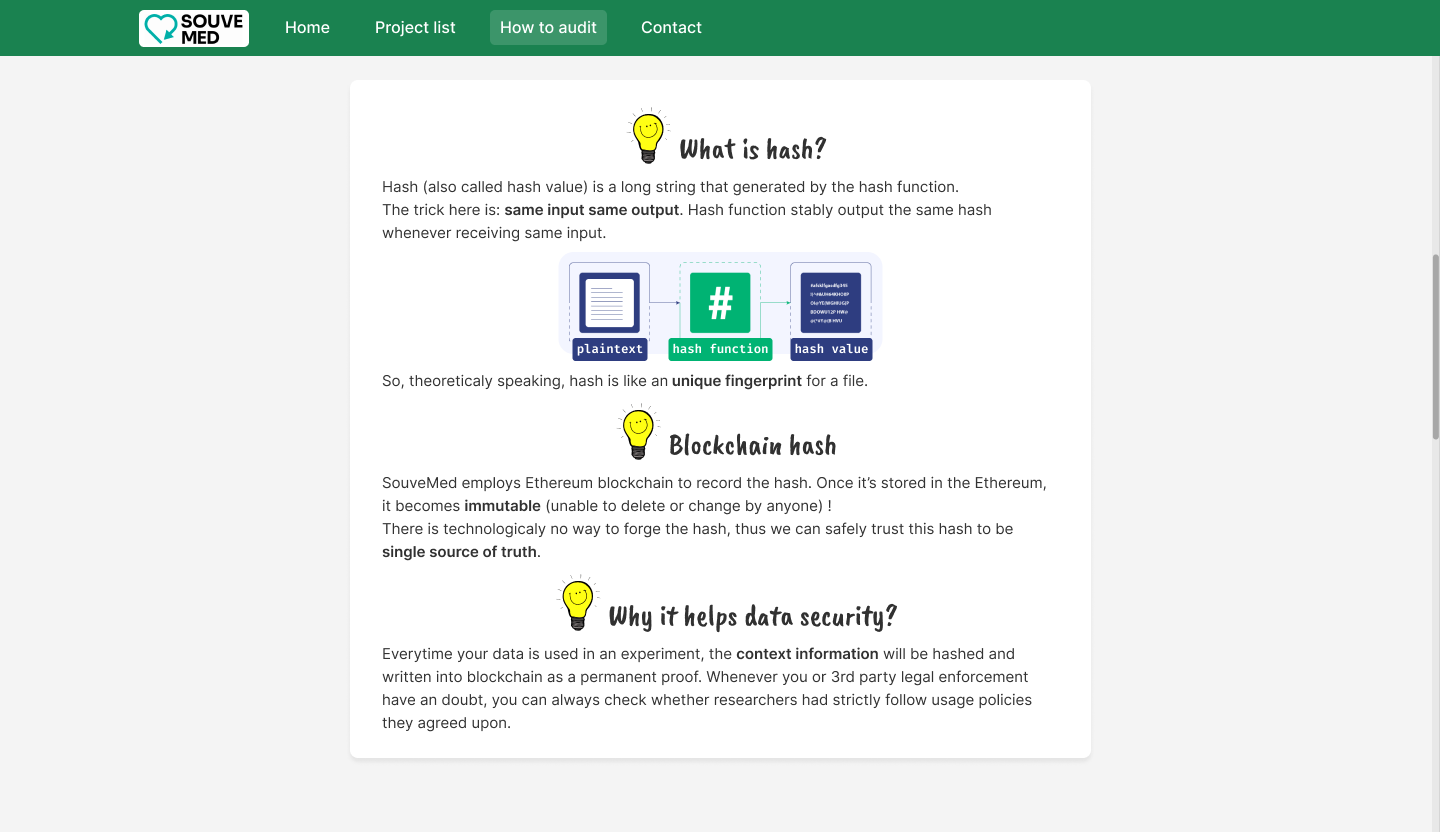 SOUVE
MED
Home
Project list
How to audit
Contact
What is hash?
Hash (also called hash value) is a long string that generated by the hash function.
The trick here is: same input same output. Hash function stably output the same hash
whenever receiving same input.
#
plaintext
hash function
hash value
So, theoreticaly speaking, hash is like an unique fingerprint for a file.
Blockchain hash
SouveMed employs Ethereum blockchain to record the hash. Once it’s stored in the Ethereum,
it becomes immutable (unable to delete or change by anyone) !
There is technologicaly no way to forge the hash, thus we can safely trust this hash to be
single source of truth.
Why it helps data security?
Everytime your data is used in an experiment, the context information will be hashed and
written into blockchain as a permanent proof. Whenever you or 3rd party legal enforcement
have an doubt, you can always check whether researchers had strictly follow usage policies
they agreed upon.